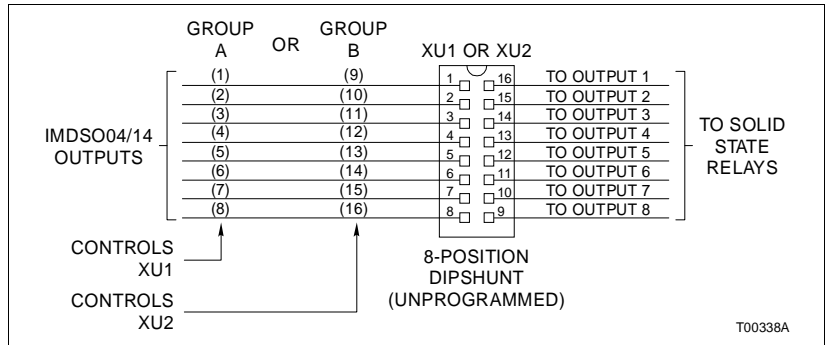 GROUP A OR GROUP B XU1 OR XU2
(1) (9) 1 16 TO OUTPUT 1
(2) (10) 2 15 TO OUTPUT 2
(3) (11) 3 14 TO OUTPUT 3
(4) (12) 4 13 TO OUTPUT 4
(5) (13) 5 12 TO OUTPUT 5
(6) (14) 6 11 TO OUTPUT 6
(7) (15) 7 10 TO OUTPUT 7
(8) (16) 8 9 TO OUTPUT 8
IMDSO04/14
OUTPUTS
TO SOLID
STATE
RELAYS
CONTROLS
XU1
CONTROLS
XU2
8-POSITION
DIPSHUNT
(UNPROGRAMMED)
T00338A